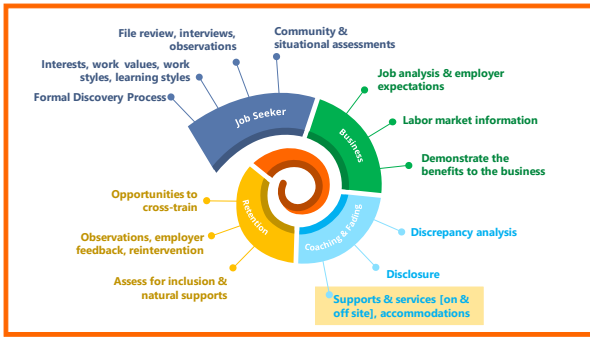 File review, interviews,
observations
Community &
situational assessments
Interests, work values, work
styles, learning styles
Formal Discovery Process
Job Seeker
Job analysis & employer
expectations
Business
Labor market information
Demonstrate the
benefits to the business
Opportunities to
cross-train
Retention
Coaching & Fading
Observations, employer
feedback, reintervention
Discrepancy analysis
Assess for inclusion &
natural supports
Disclosure
Supports & services [on &
off site], accommodations